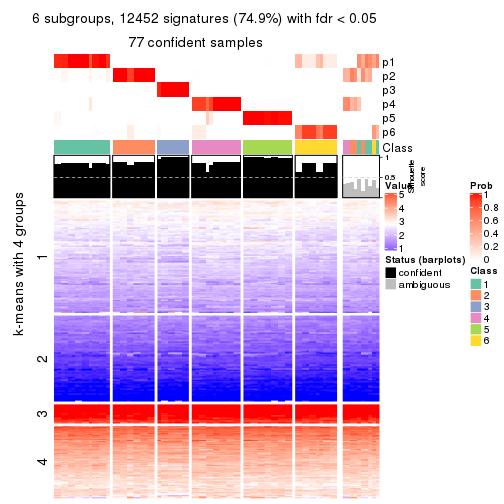 6 subgroups, 12452 signatures (74.9%) with fdr < 0.05
77 confident samples
p1
p2
p3
p4
p5
p6
Class
1
0.5
0
Silhouette
score
k-means with 4 groups
1
2
3
4
Value
5
4
3
2
1
Status (barplots)
confident
ambiguous
Prob
1
0.8
0.6
0.4
0.2
0
Class
1
2
3
4
5
6